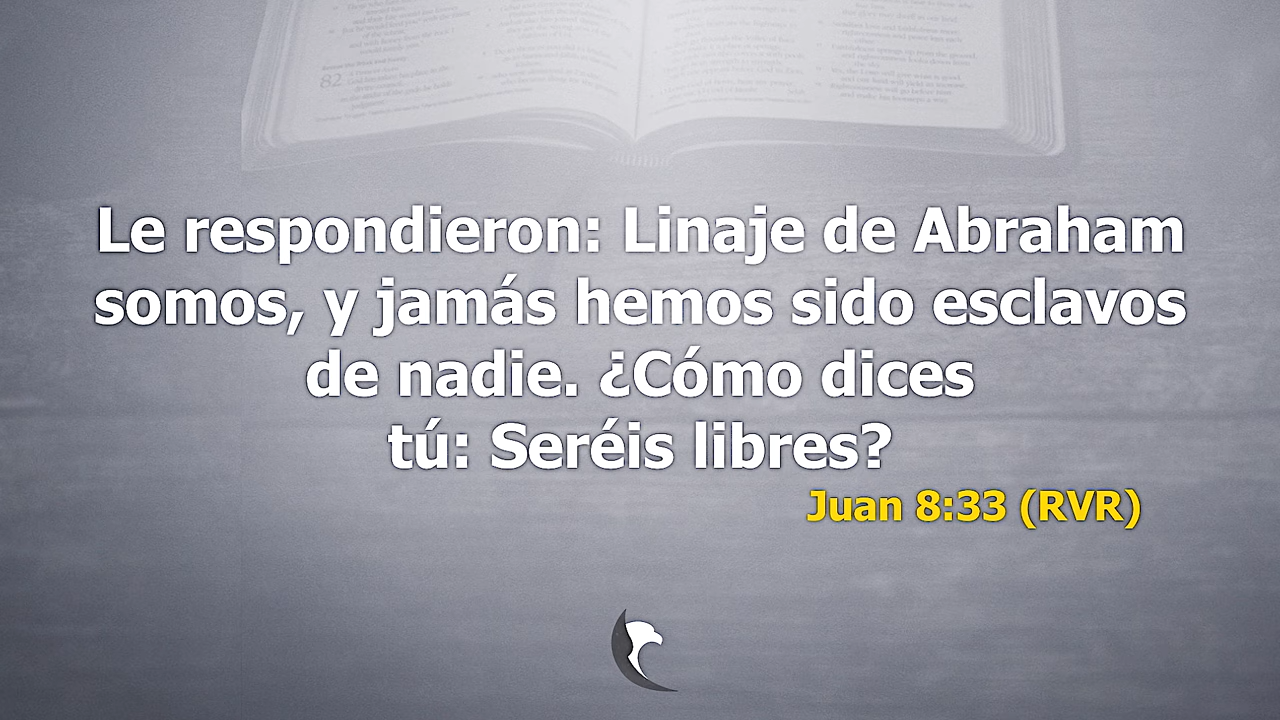 Le respondieron: Linaje de Abraham
somos, y jamás hemos sido esclavos
de nadie. ¿Cómo dices
tú: Seréis libres?
Juan 8:33 (RVR)
82